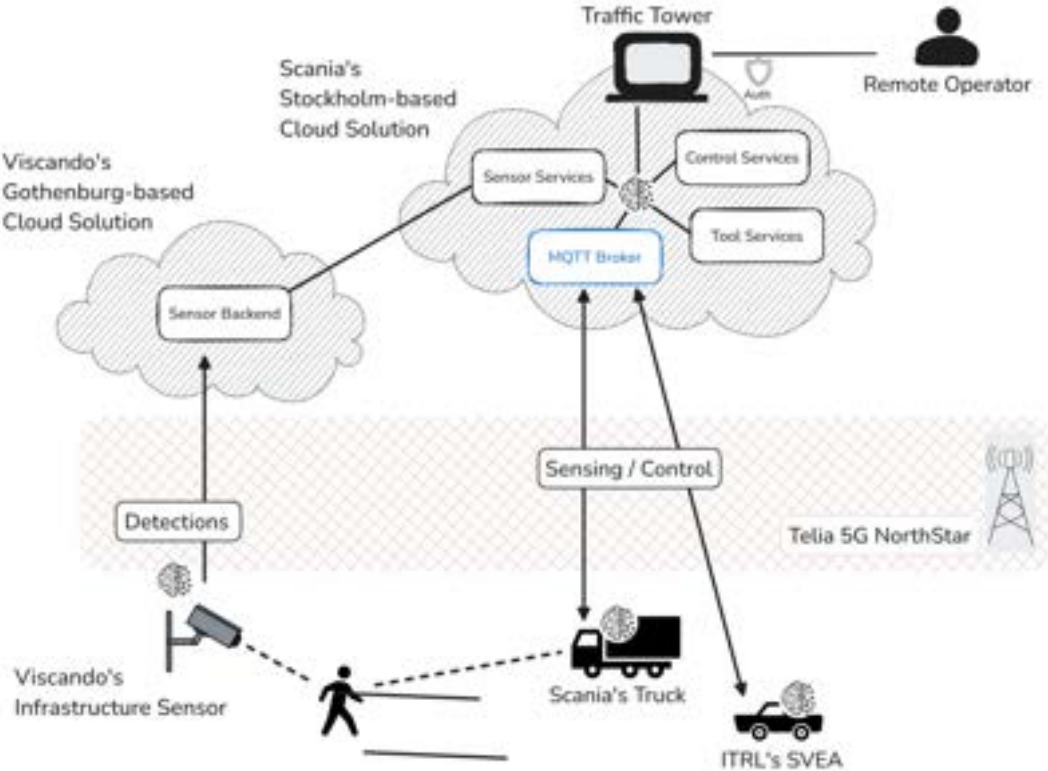 Traffic Tower
Remote Operator
Auth
Scania's
Stockholm-based
Cloud Solution
Viscando's
Gothenburg-based
Cloud Solution
Sensor Services
Control Services
Tool Services
MQTT Broker
Sensor Backend
Sensing / Control
Detections
Telia 5G NorthStar
Viscando's
Infrastructure Sensor
Scania's Truck
ITRL's SVEA